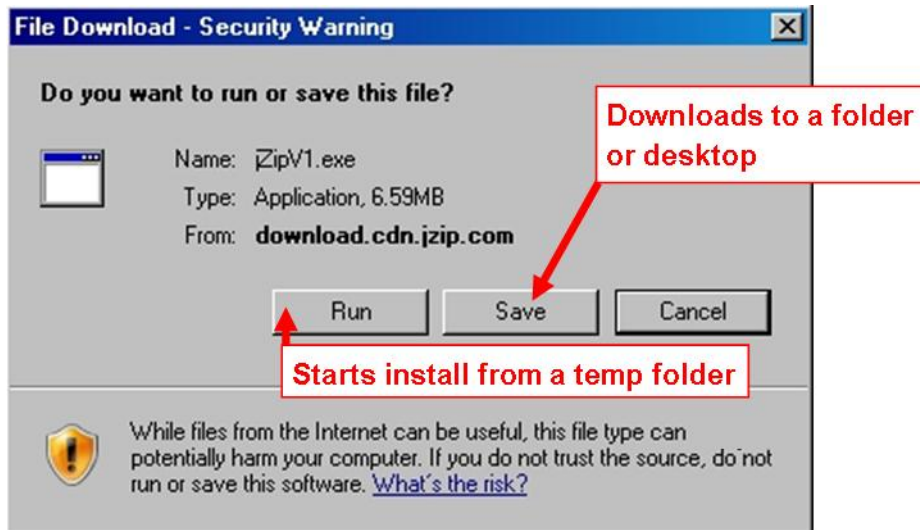 File Download - Security Warning
Do you want to run or save this file?
Downloads to a folder
or desktop
Name: jZipV1.exe
Type: Application, 6.59MB
From: download.cdn.jzip.com
Run Save Cancel
Starts install from a temp folder
While files from the Internet can be useful, this file type can
potentially harm your computer. If you do not trust the source, do not
run or save this software. What's the risk?